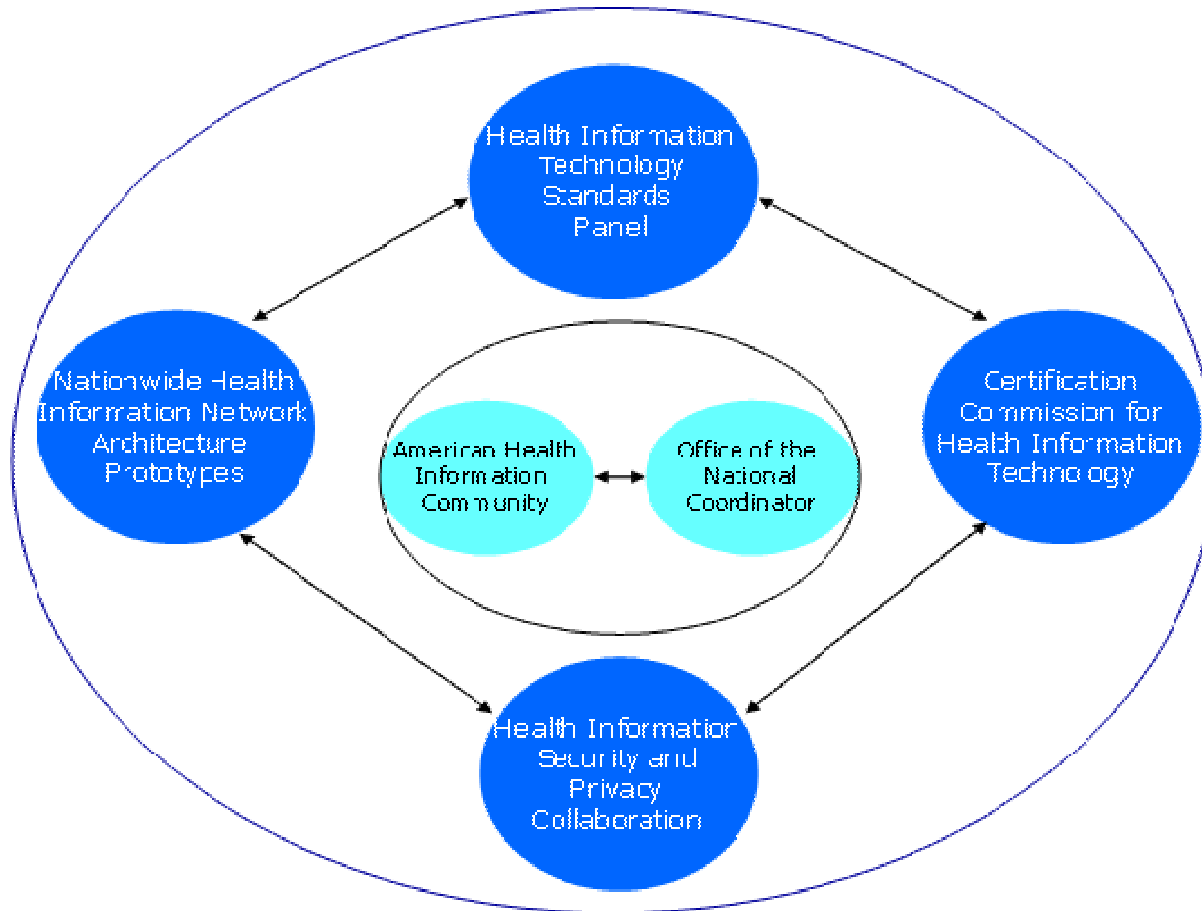 Health Information
Technology
Standards
Panel
Nationwide Health
Information Network
Architecture
Prototypes
American Health
Information
Community
Office of the
National
Coordinator
Certification
Commission for
Health Information
Technology
Health Information
Security and
Privacy
Collaboration